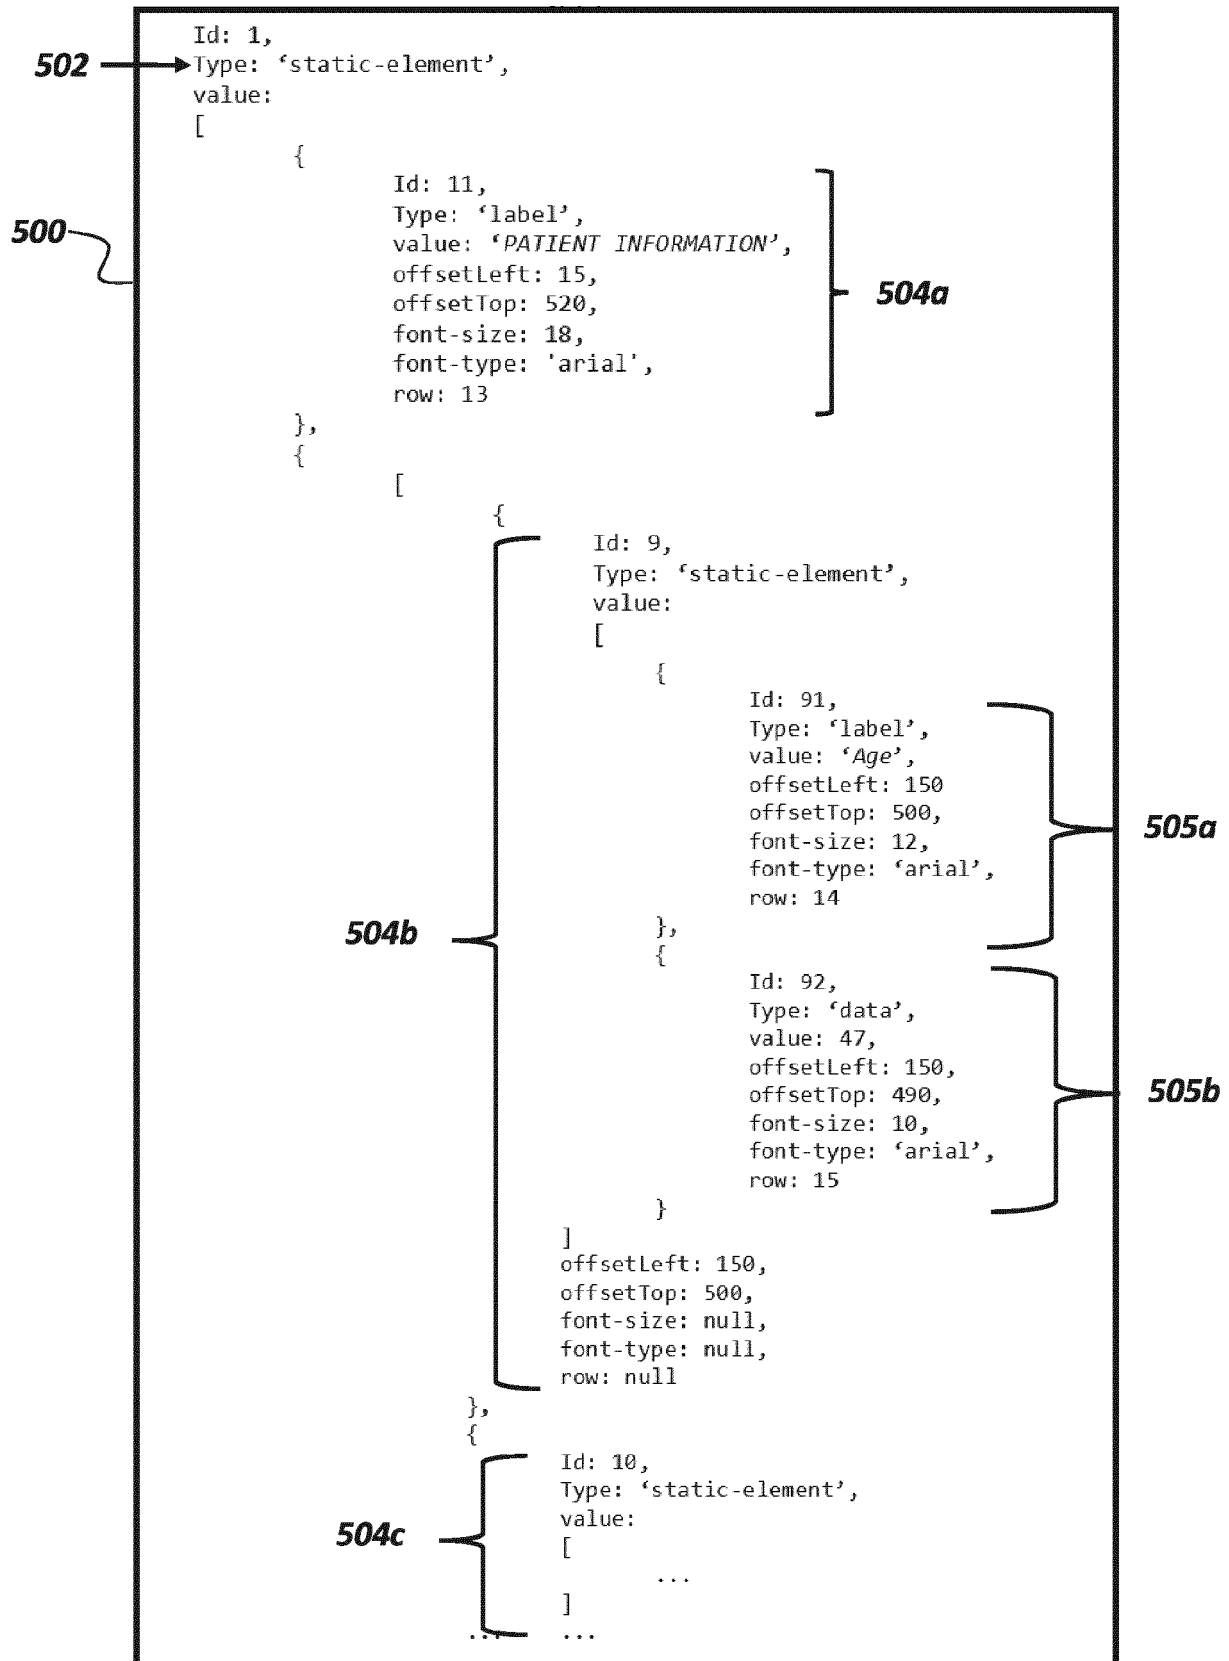 Id: 1,
502
Type: ‘static-element’,
value:
[
{
Id: 11,
Type: ‘label’,
500
value: ‘PATIENT INFORMATION’,
offsetLeft: 15,
504a
offsetTop: 520,
font-size: 18,
font-type: 'arial',
row: 13
},
{
[
{
Id: 9,
Type: ‘static-element’,
value:
[
{
Id: 91,
Type: ‘label’,
value: ‘Age’,
offsetLeft: 150
offsetTop: 500,
505a
font-size: 12,
font-type: ‘arial’,
row: 14
504b
},
{
Id: 92,
Type: ‘data’,
value: 47,
offsetLeft: 150,
505b
offsetTop: 490,
font-size: 10,
font-type: ‘arial’,
row: 15
}
]
offsetLeft: 150,
offsetTop: 500,
font-size: null,
font-type: null,
row: null
},
{
Id: 10,
Type: ‘static-element’,
value:
504c
[
...
]
... ...